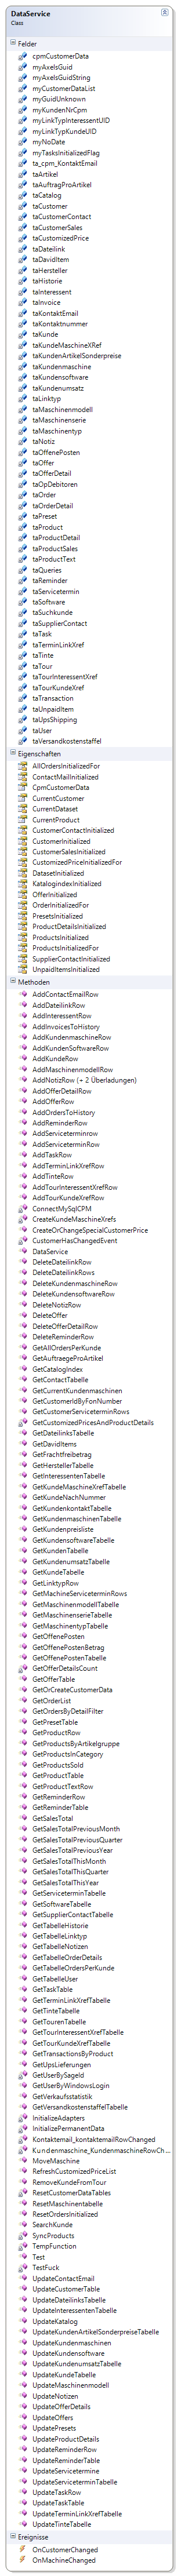 DataService
Class
Felder
cpmCustomerData
myAxelsGuid
myAxelsGuidString
myCustomerDataList
myGuidUnknown
myKundenNrCpm
myLinkTypInteressentUID
myLinkTypKundeUID
myNoDate
myTasksInitializedFlag
ta_cpm_KontaktEmail
taArtikel
taAuftragProArtikel
taCatalog
taCustomer
taCustomerContact
taCustomerSales
taCustomizedPrice
taDateilink
taDavidItem
taHersteller
taHistorie
taInteressent
taInvoice
taKontaktEmail
taKontaktnummer
taKunde
taKundeMaschineXRef
taKundenArtikelSonderpreise
taKundenmaschine
taKundensoftware
taKundenumsatz
taLinktyp
taMaschinenmodell
taMaschinenserie
taMaschinentyp
taNotiz
taOffenePosten
taOffer
taOfferDetail
taOpDebitoren
taOrder
taOrderDetail
taPreset
taProduct
taProductDetail
taProductSales
taProductText
taQueries
taReminder
taServicetermin
taSoftware
taSuchkunde
taSupplierContact
taTask
taTerminLinkXref
taTinte
taTour
taTourInteressentXref
taTourKundeXref
taTransaction
taUnpaidItem
taUpsShipping
taUser
taVersandkostenstaffel
Eigenschaften
AllOrdersInitializedFor
ContactMailInitialized
CpmCustomerData
CurrentCustomer
CurrentDataset
CurrentProduct
CustomerContactInitialized
CustomerInitialized
CustomerSalesInitialized
CustomizedPriceInitializedFor
DatasetInitialized
KatalogindexInitialized
OfferInitialized
OrderInitializedFor
PresetsInitialized
ProductDetailsInitialized
ProductsInitialized
ProductsInitializedFor
SupplierContactInitialized
UnpaidItemsInitialized
Methoden
AddContactEmailRow
AddDateilinkRow
AddInteressentRow
AddInvoicesToHistory
AddKundenmaschineRow
AddKundenSoftwareRow
AddKundeRow
AddMaschinenmodellRow
AddNotizRow (+ 2 Überladungen)
AddOfferDetailRow
AddOfferRow
AddOrdersToHistory
AddReminderRow
AddServiceterminrow
AddServiceterminRow
AddTaskRow
AddTerminLinkXrefRow
AddTinteRow
AddTourInteressentXrefRow
AddTourKundeXrefRow
ConnectMySqlCPM
CreateKundeMaschineXrefs
CreateOrChangeSpecialCustomerPrice
CustomerHasChangedEvent
DataService
DeleteDateilinkRow
DeleteDateilinkRows
DeleteKundenmaschineRow
DeleteKundensoftwareRow
DeleteNotizRow
DeleteOffer
DeleteOfferDetailRow
DeleteReminderRow
GetAllOrdersPerKunde
GetAuftraegeProArtikel
GetCatalogIndex
GetContactTabelle
GetCurrentKundenmaschinen
GetCustomerIdByFonNumber
GetCustomerServiceterminRows
GetCustomizedPricesAndProductDetails
GetDateilinksTabelle
GetDavidItems
GetFrachtfreibetrag
GetHerstellerTabelle
GetInteressentenTabelle
GetKundeMaschineXrefTabelle
GetKundeNachNummer
GetKundenkontaktTabelle
GetKundenmaschinenTabelle
GetKundenpreisliste
GetKundensoftwareTabelle
GetKundenTabelle
GetKundenumsatzTabelle
GetKundeTabelle
GetLinktypRow
GetMachineServiceterminRows
GetMaschinenmodellTabelle
GetMaschinenserieTabelle
GetMaschinentypTabelle
GetOffenePosten
GetOffenePostenBetrag
GetOffenePostenTabelle
GetOfferDetailsCount
GetOfferTabelle
GetOrCreateCustomerData
GetOrderList
GetOrdersByDetailFilter
GetPresetTabelle
GetProductRow
GetProductsByArtikelgruppe
GetProductsInCategory
GetProductsSold
GetProductTabelle
GetProductTextRow
GetReminderRow
GetReminderTable
GetSalesTotal
GetSalesTotalPreviousMonth
GetSalesTotalPreviousQuarter
GetSalesTotalPreviousYear
GetSalesTotalThisMonth
GetSalesTotalThisQuarter
GetSalesTotalThisYear
GetServiceterminTabelle
GetSoftwareTabelle
GetSupplierContactTabelle
GetTabelleHistorie
GetTabelleLinktyp
GetTabelleNotizen
GetTabelleOrderDetails
GetTabelleOrdersPerKunde
GetTabelleUser
GetTaskTable
GetTerminLinkXrefTabelle
GetTinteTabelle
GetTourenTabelle
GetTourInteressentXrefTabelle
GetTourKundeXrefTabelle
GetTransactionsByProduct
GetUpsLieferungen
GetUserBySageId
GetUserByWindowsLogin
GetVerkaufsstatistik
GetVersandkostenstaffelTabelle
InitializeAdapters
InitializePermanentData
Kontaktemail_kontaktemailRowChanged
Kundenmaschine_KundenmaschineRowCh...
MoveMaschine
RefreshCustomizedPriceList
RemoveKundeFromTour
ResetCustomerDataTables
ResetMaschinentabelle
ResetOrdersInitialized
SearchKunde
SyncProducts
TempFunction
Test
TestFuck
UpdateContactEmail
UpdateCustomerTable
UpdateDateilinksTabelle
UpdateInteressentenTabelle
UpdateKatalog
UpdateKundenArtikelSonderpreiseTabelle
UpdateKundenmaschinen
UpdateKundensoftware
UpdateKundenumsatzTabelle
UpdateKundeTabelle
UpdateMaschinenmodell
UpdateNotizen
UpdateOfferDetails
UpdateOffers
UpdatePresets
UpdateProductDetails
UpdateReminderRow
UpdateReminderTable
UpdateServicetermine
UpdateServiceterminTabelle
UpdateTaskRow
UpdateTaskTable
UpdateTerminLinkXrefTabelle
UpdateTinteTabelle
Ereignisse
OnCustomerChanged
OnMachineChanged